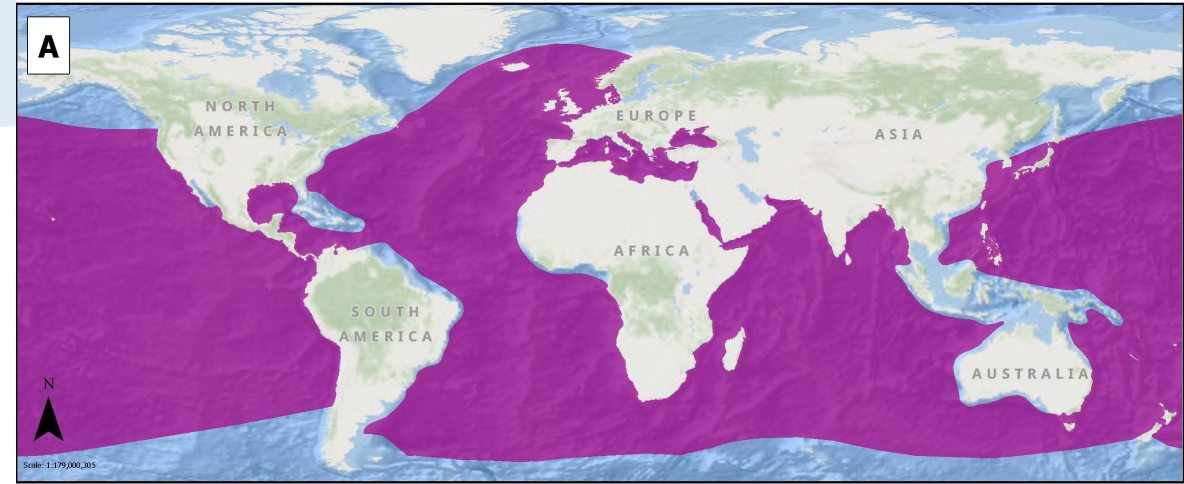 A
NORTH
AMERICA
EUROPE
ASIA
AFRICA
SOUTH
AMERICA
AUSTRALIA
N
Scale: 1:179,000,305